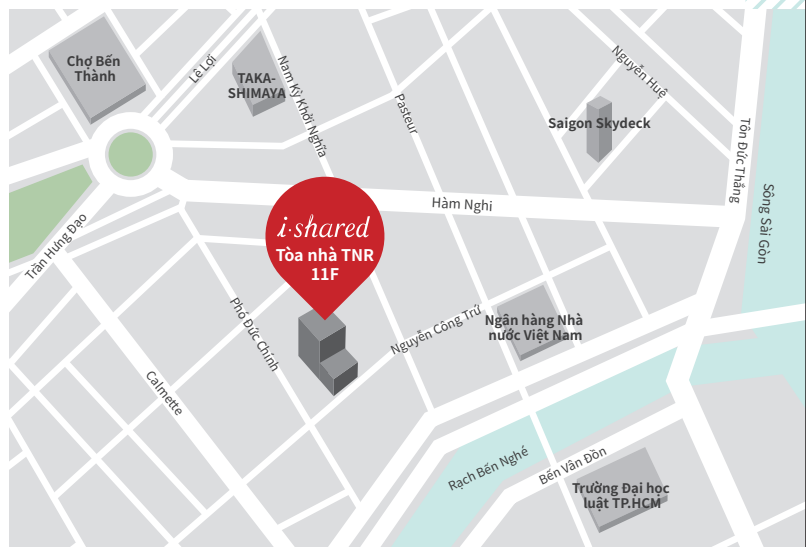 Chợ Bến
Thành
Lê Lợi
TAKA-
SHIMAYA
Nam Kỳ Khởi Nghĩa
Pasteur
Nguyễn Huệ
Saigon Skydeck
Tôn Đức Thắng
Sông Sài Gòn
Hàm Nghi
Trần Hưng Đạo
i·shared
Tòa nhà TNR
11F
Phó Đức Chính
Nguyễn Công Trứ
Ngân hàng Nhà
nước Việt Nam
Calmette
Rạch Bến Nghé
Bến Vân Đồn
Trường Đại học
luật TP.HCM